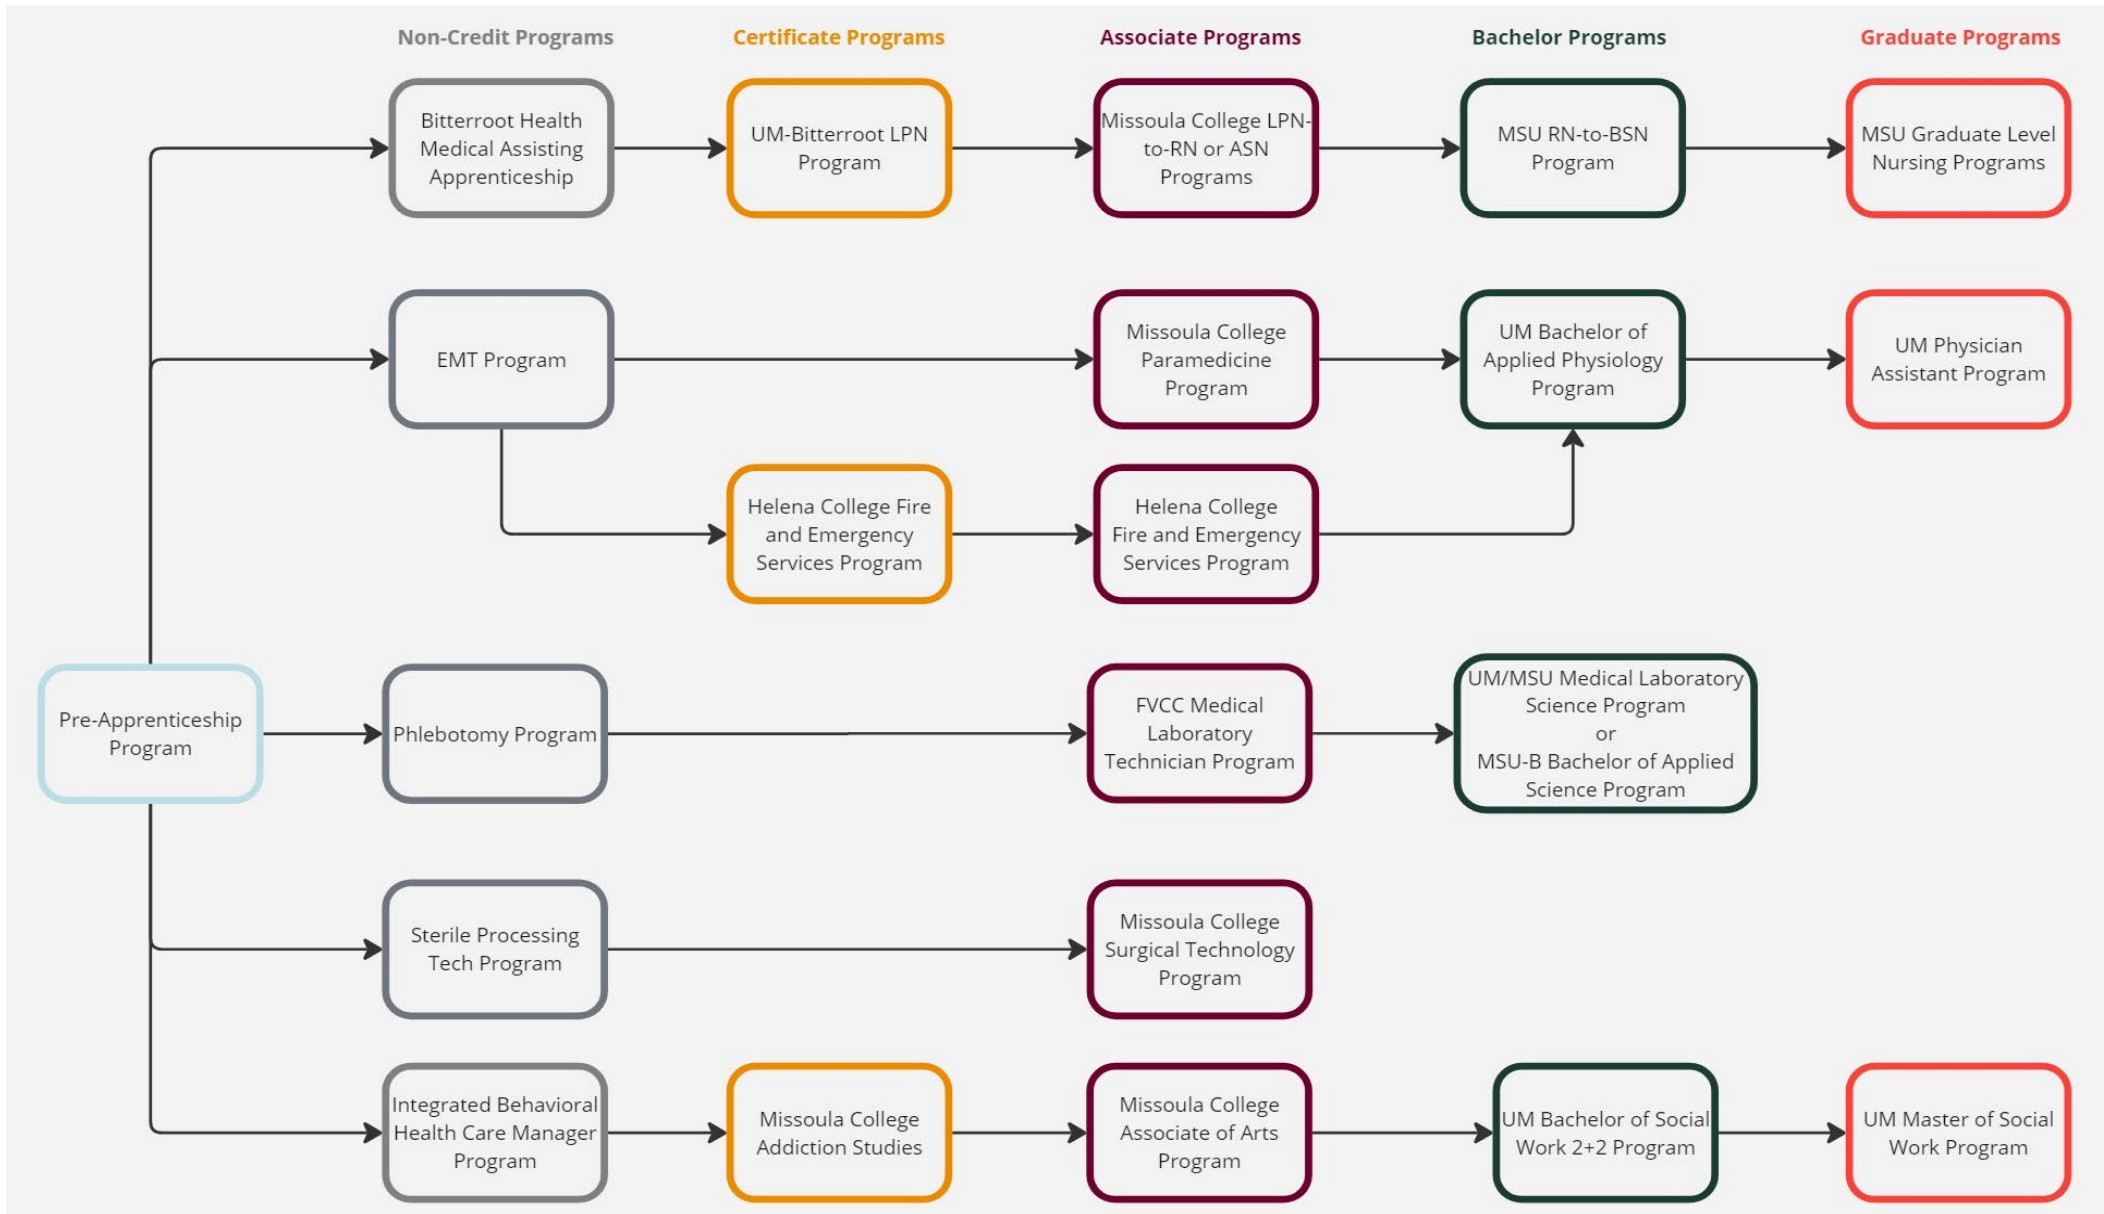 Non-Credit Programs
Certificate Programs
Associate Programs
Bachelor Programs
Graduate Programs
Bitterroot Health
Medical Assisting
Apprenticeship
UM-Bitterroot LPN
Program
Missoula College LPN-
to-RN or ASN
Programs
MSU RN-to-BSN
Program
MSU Graduate Level
Nursing Programs
EMT Program
Missoula College
Paramedicine
Program
UM Bachelor of
Applied Physiology
Program
UM Physician
Assistant Program
Helena College Fire
and Emergency
Services Program
Helena College
Fire and Emergency
Services Program
Pre-Apprenticeship
Program
Phlebotomy Program
FVCC Medical
Laboratory
Technician Program
UM/MSU Medical Laboratory
Science Program
or
MSU-B Bachelor of Applied
Science Program
Sterile Processing
Tech Program
Missoula College
Surgical Technology
Program
Integrated Behavioral
Health Care Manager
Program
Missoula College
Addiction Studies
Missoula College
Associate of Arts
Program
UM Bachelor of Social
Work 2+2 Program
UM Master of Social
Work Program